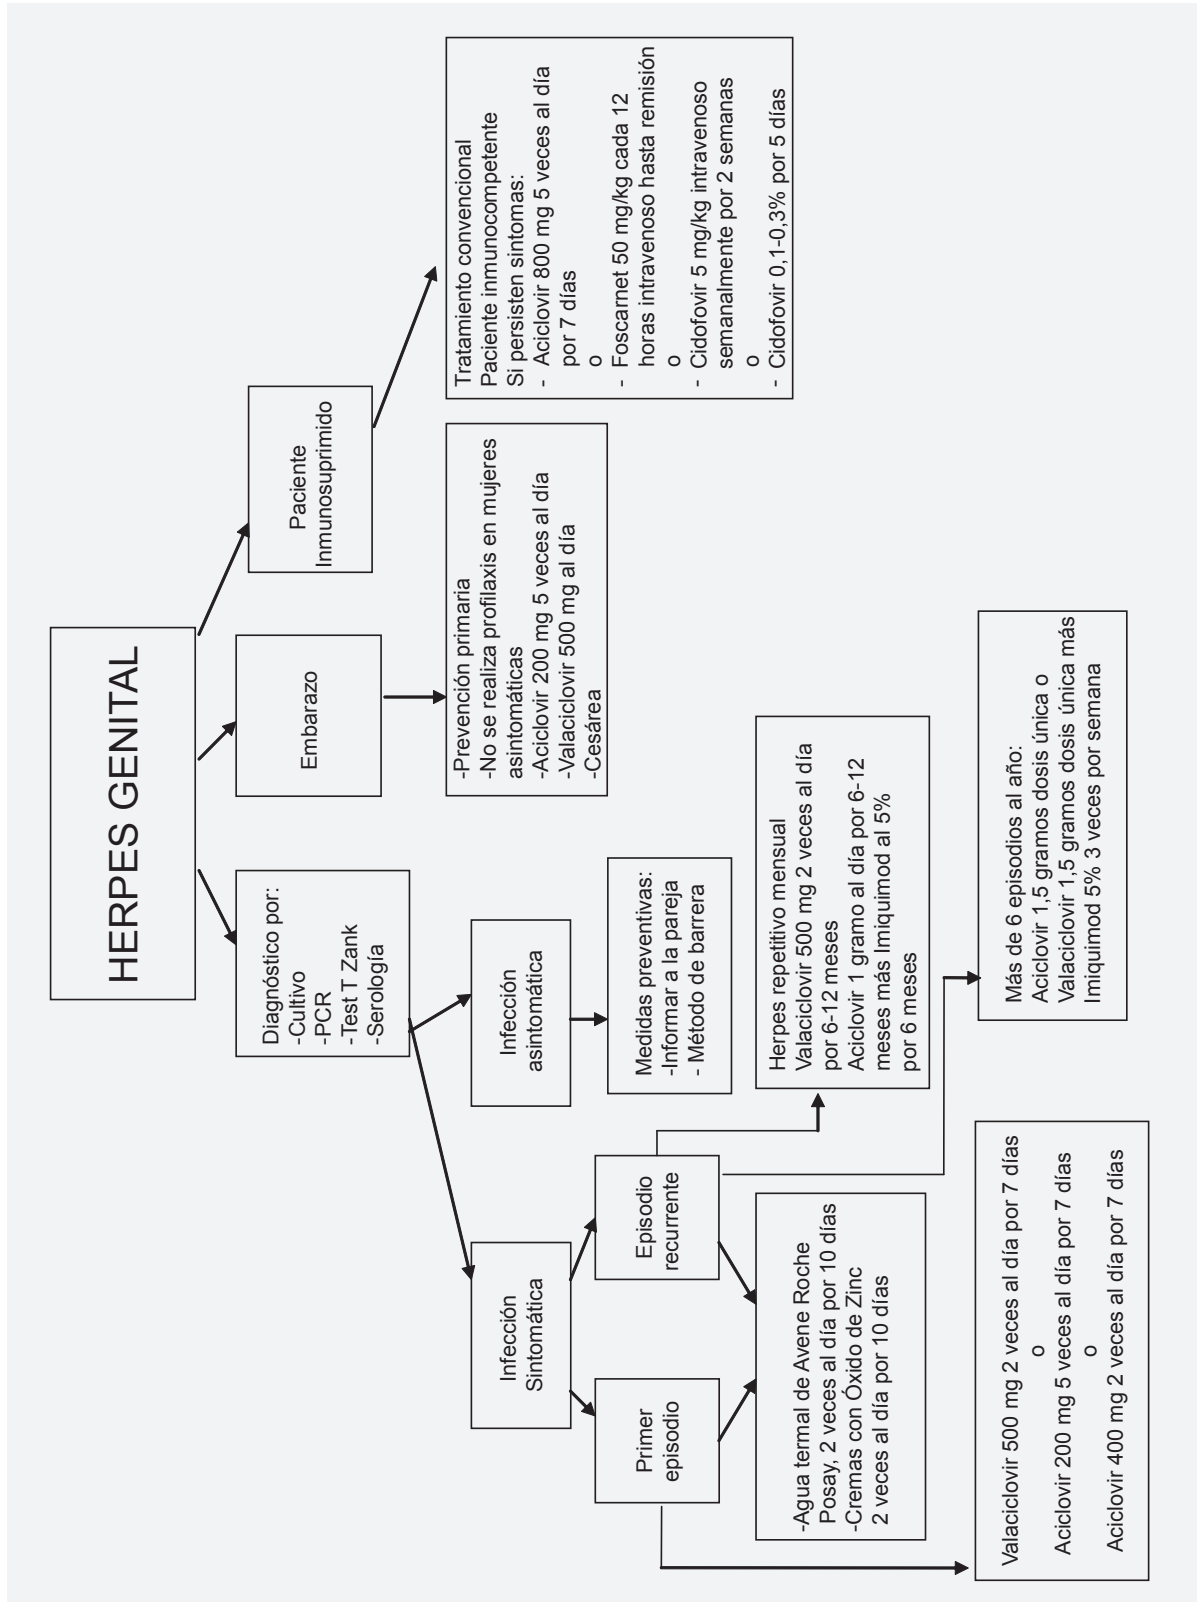 HERPES GENITAL
Diagnóstico por:
-Cultivo
-PCR
-Test T Zank
-Serología
Embarazo
Paciente
Inmunosuprimido
Infección
Sintomática
Infección
asintomática
-Prevención primaria
-No se realiza profilaxis en mujeres
asintomáticas
-Aciclovir 200 mg 5 veces al día
-Valaciclovir 500 mg al día
-Cesárea
Tratamiento convencional
Paciente inmunocompetente
Si persisten sintomas:
- Aciclovir 800 mg 5 veces al día
por 7 días
o
- Foscarnet 50 mg/kg cada 12
horas intravenoso hasta remisión
o
- Cidofovir 5 mg/kg intravenoso
semanalmente por 2 semanas
o
- Cidofovir 0,1-0,3% por 5 días
Primer
episodio
Episodio
recurrente
Medidas preventivas:
-Informar a la pareja
- Método de barrera
-Agua termal de Avene Roche
Posay, 2 veces al día por 10 días
-Cremas con Óxido de Zinc
2 veces al día por 10 días
Herpes repetitivo mensual
Valaciclovir 500 mg 2 veces al día
por 6-12 meses
Aciclovir 1 gramo al día por 6-12
meses más Imiquimod al 5%
por 6 meses
Valaciclovir 500 mg 2 veces al día por 7 días
o
Aciclovir 200 mg 5 veces al día por 7 días
o
Aciclovir 400 mg 2 veces al día por 7 días
Más de 6 episodios al año:
Aciclovir 1,5 gramos dosis única o
Valaciclovir 1,5 gramos dosis única más
Imiquimod 5% 3 veces por semana